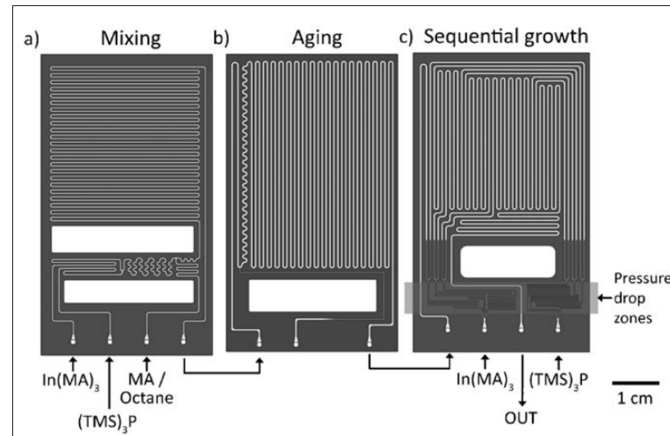 a) Mixing
b) Aging
c) Sequential growth
Pressure
drop
zones
In(MA)₃
(TMS)₃P
MA /
Octane
In(MA)₃
(TMS)₃P
OUT
1 cm